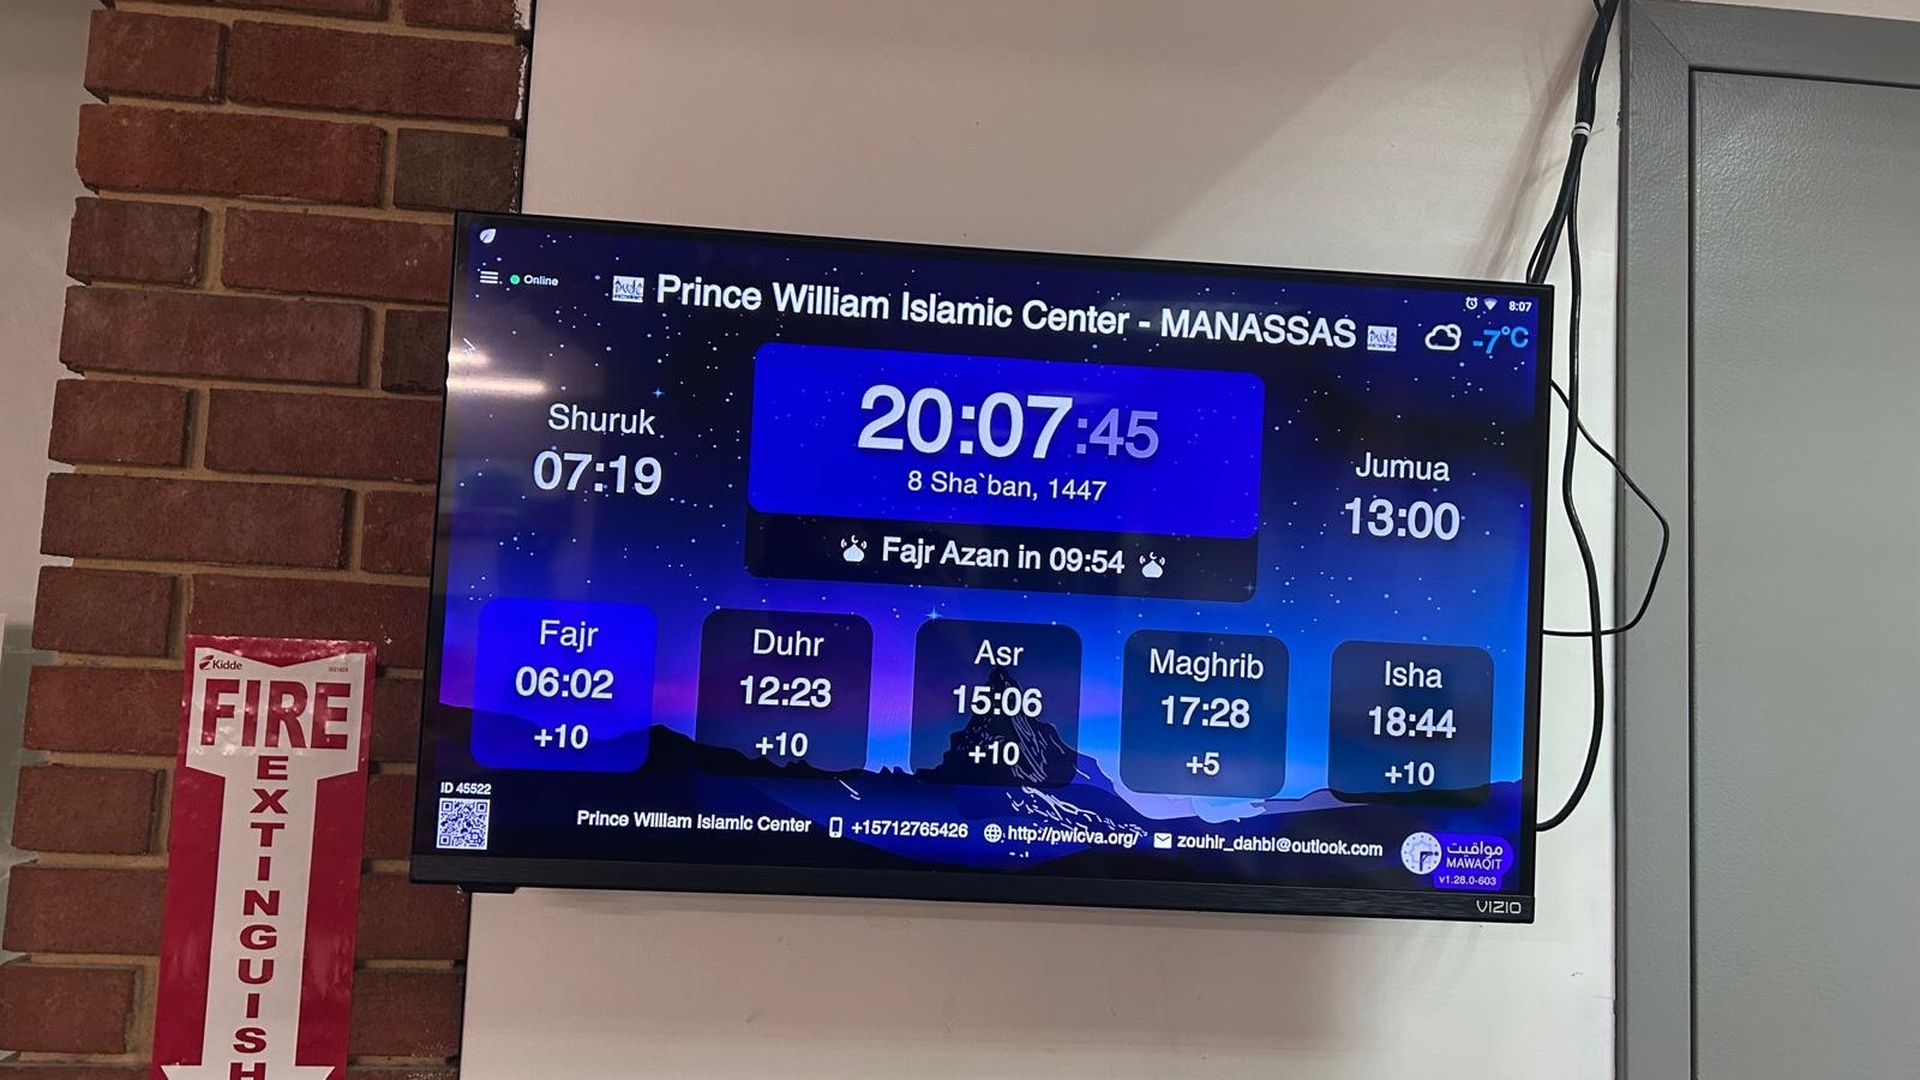 Online
Prince William Islamic Center - MANASSAS
8:07
-7°C
Shuruk
07:19
20:07:45
8 Sha`ban, 1447
Fajr Azan in 09:54
Jumua
13:00
Fajr
06:02
+10
Duhr
12:23
+10
Asr
15:06
+10
Maghrib
17:28
+5
Isha
18:44
+10
ID 45522
Prince William Islamic Center +15712765426 http://pwicva.org/ zouhir_dahbi@outlook.com
مواقيت
MAWAQIT
v1.28.0-603
VIZIO
Kidde
FIRE
EXTINGUISH